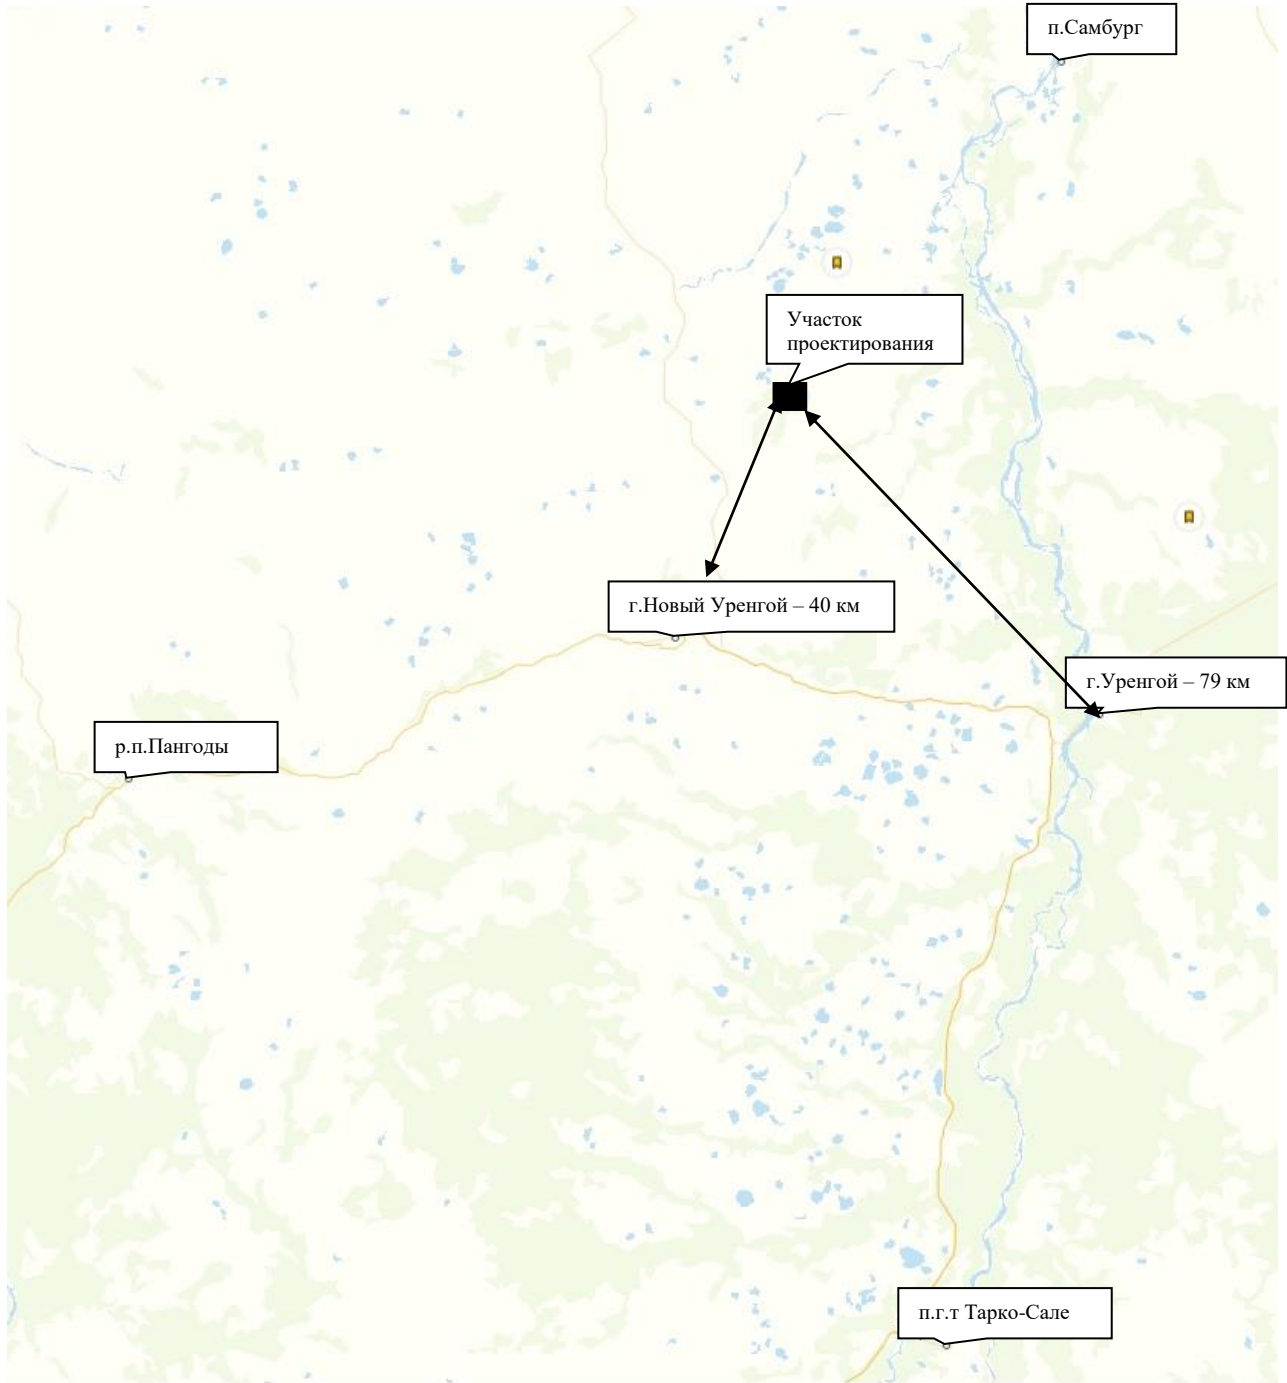 п.Самбург
Участок
проектирования
г.Новый Уренгой – 40 км
г.Уренгой – 79 км
р.п.Пангоды
п.г.т Тарко-Сале